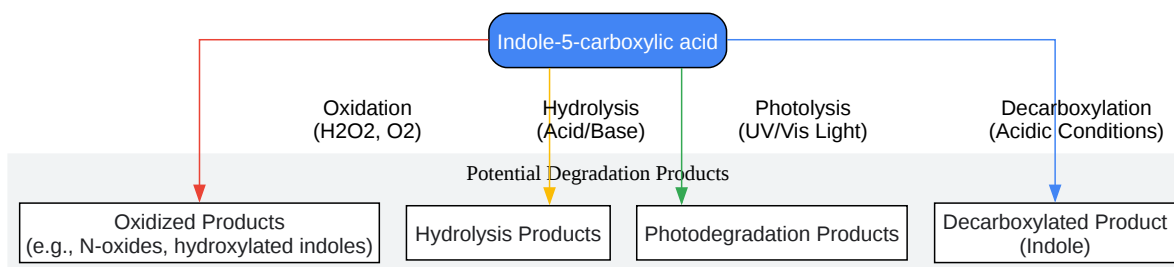 Indole-5-carboxylic acid
Oxidation
(H2O2, O2)
Hydrolysis
(Acid/Base)
Photolysis
(UV/Vis Light)
Decarboxylation
(Acidic Conditions)
Potential Degradation Products
Oxidized Products
(e.g., N-oxides, hydroxylated indoles)
Hydrolysis Products
Photodegradation Products
Decarboxylated Product
(Indole)